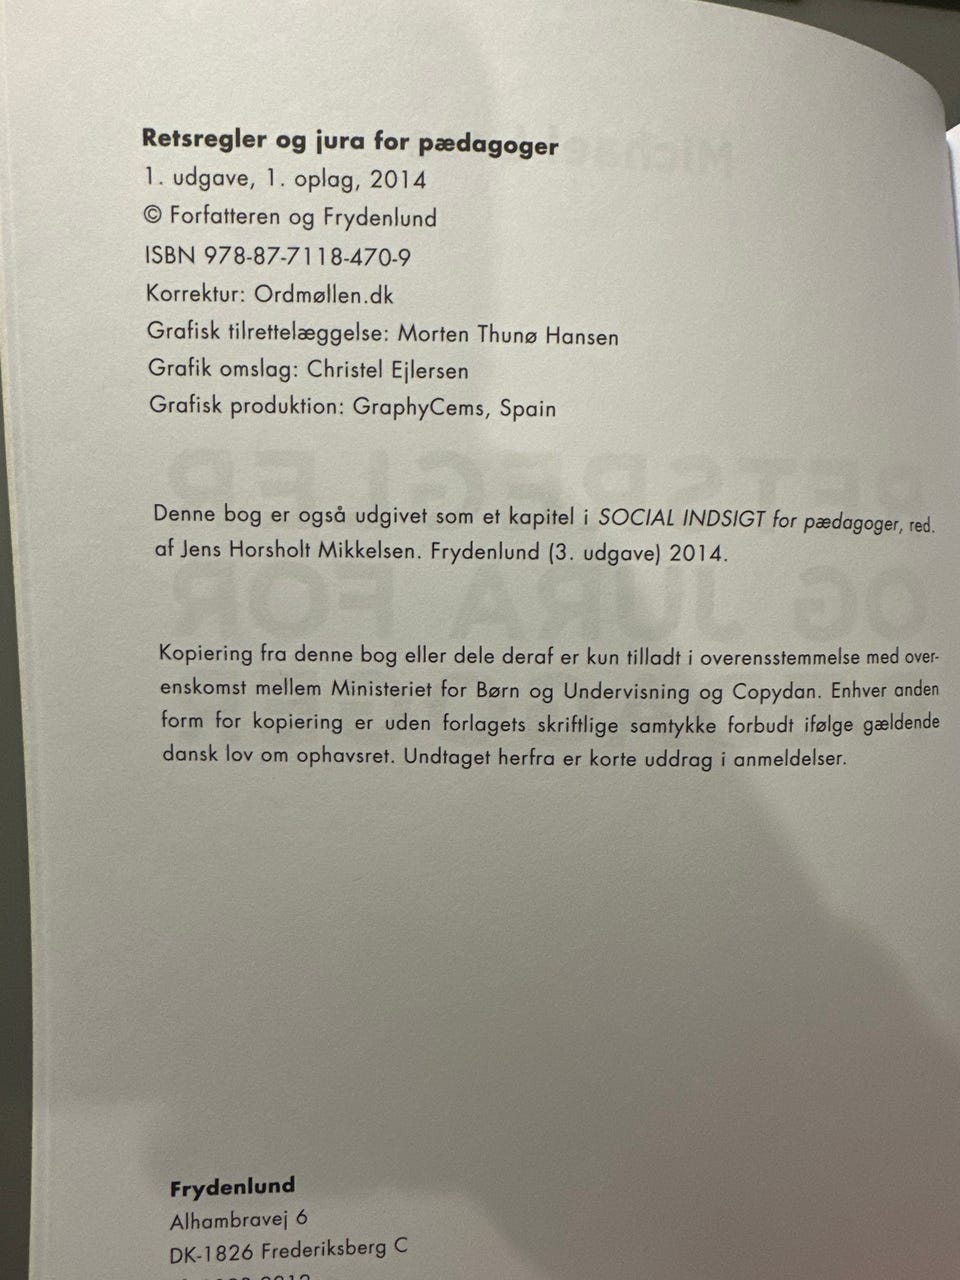 Retsregler og jura for pædagoger
1. udgave, 1. oplag, 2014
© Forfatteren og Frydenlund
ISBN 978-87-7118-470-9
Korrektur: Ordmøllen.dk
Grafisk tilrettelæggelse: Morten Thunø Hansen
Grafik omslag: Christel Ejlersen
Grafisk produktion: GraphyCems, Spain
Denne bog er også udgivet som et kapitel i SOCIAL INDSIGT for pædagoger, red.
af Jens Horsholt Mikkelsen. Frydenlund (3. udgave) 2014.
Kopiering fra denne bog eller dele deraf er kun tilladt i overensstemmelse med over-
enskomst mellem Ministeriet for Børn og Undervisning og Copydan. Enhver anden
form for kopiering er uden forlagets skriftlige samtykke forbudt ifølge gældende
dansk lov om ophavsret. Undtaget herfra er korte uddrag i anmeldelser.
Frydenlund
Alhambravej 6
DK-1826 Frederiksberg C